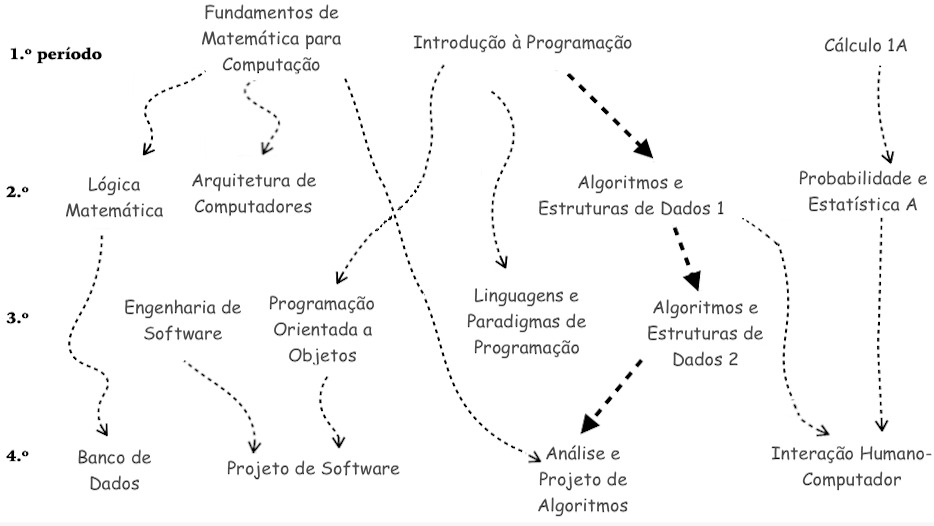 1.º período
Fundamentos de
Matemática para
Computação
Introdução à Programação
Cálculo 1A
2.º
Lógica
Matemática
Arquitetura de
Computadores
Algoritmos e
Estruturas de Dados 1
Probabilidade e
Estatística A
3.º
Engenharia de
Software
Programação
Orientada a
Objetos
Linguagens e
Paradigmas de
Programação
Algoritmos e
Estruturas de
Dados 2
4.º
Banco de
Dados
Projeto de Software
Análise e
Projeto de
Algoritmos
Interação Humano-
Computador